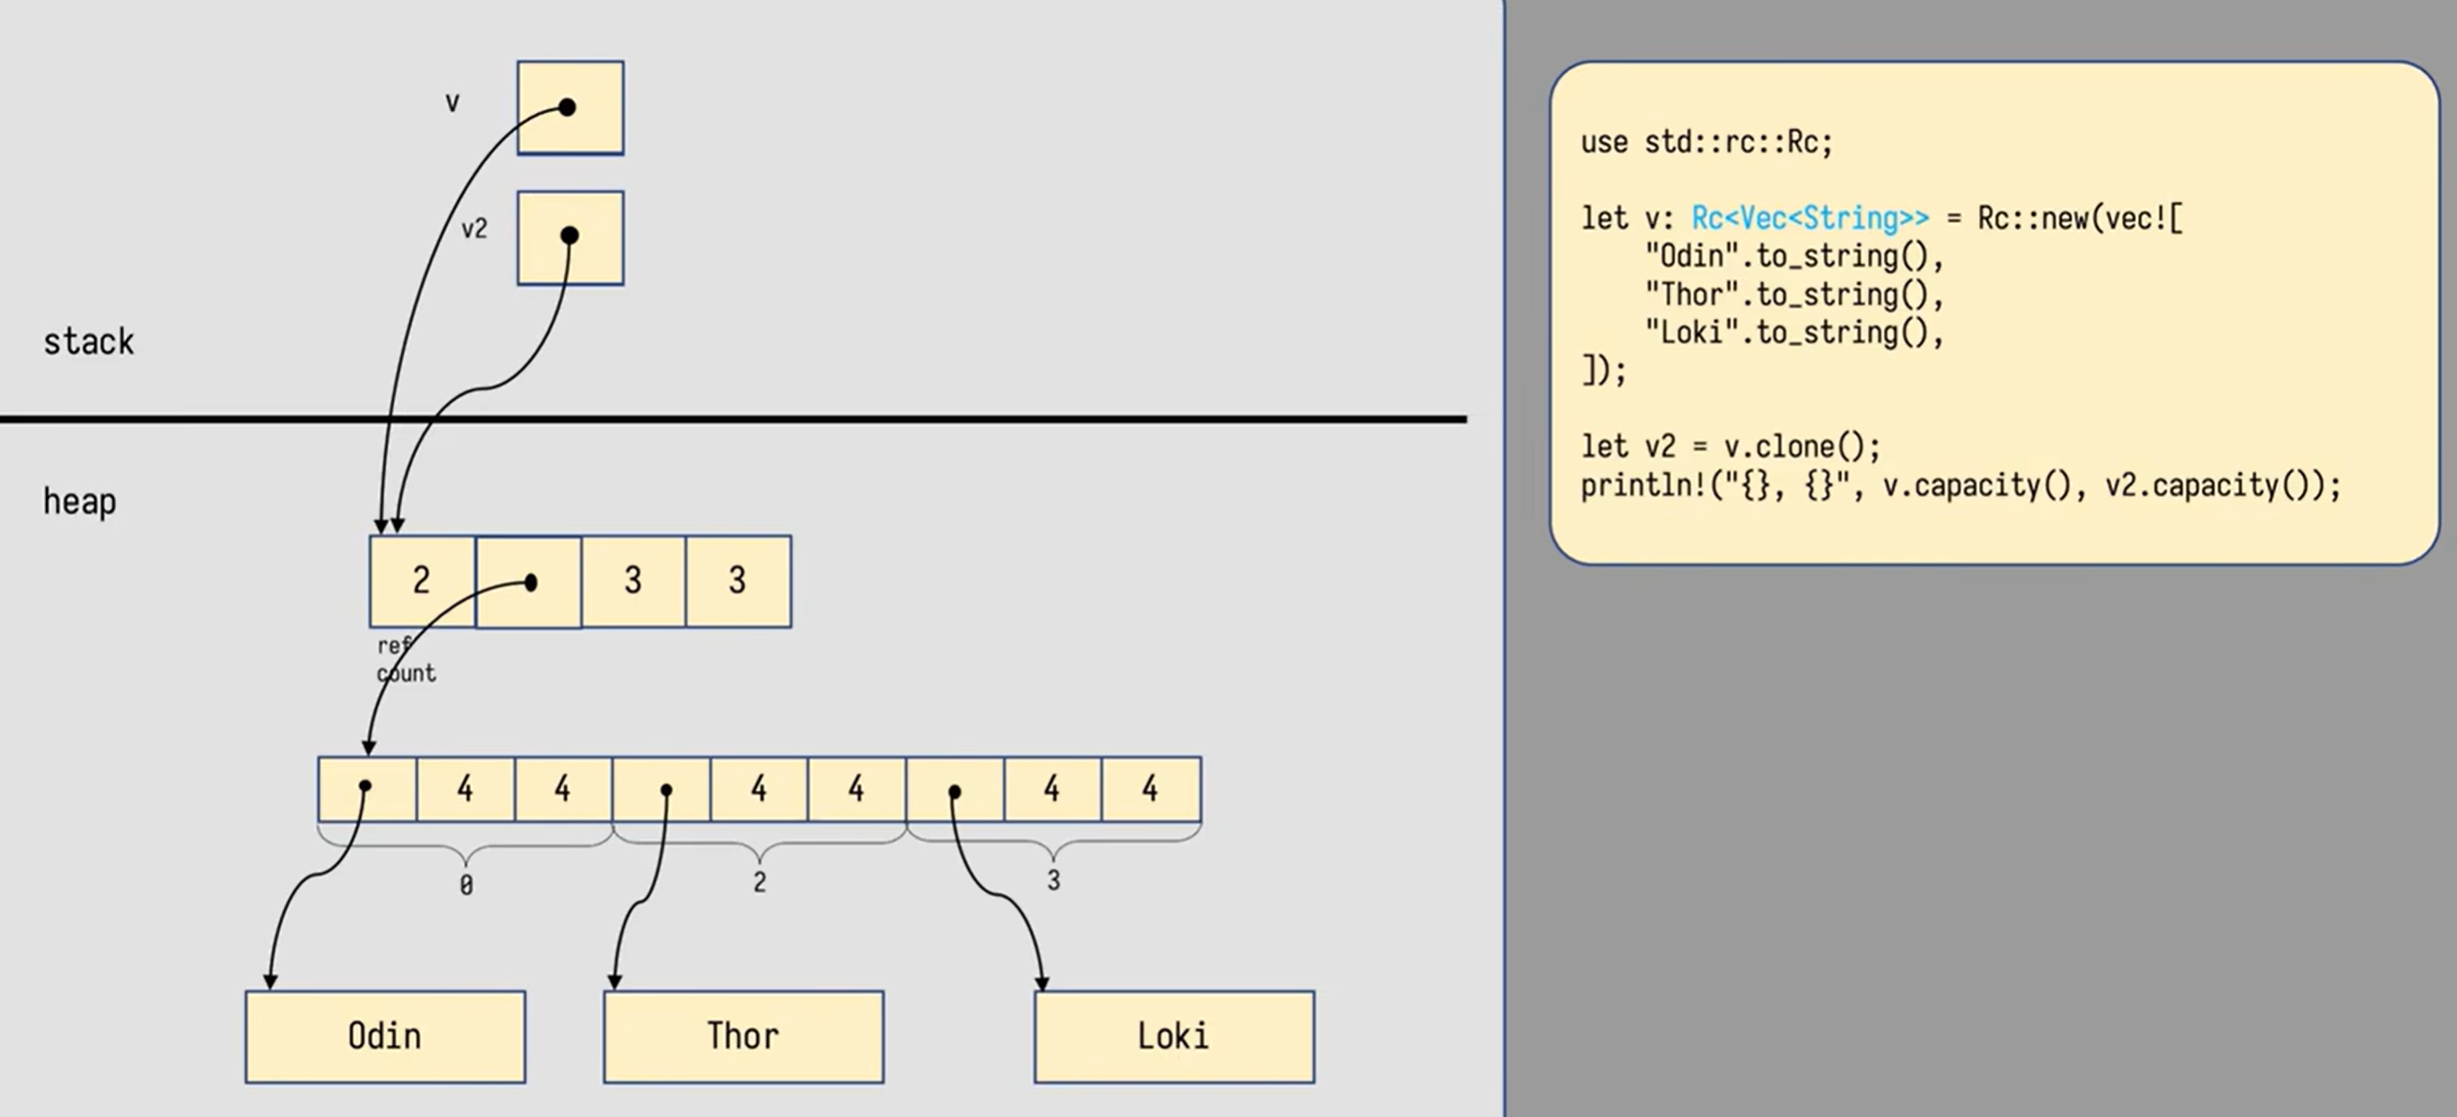 v
v2
stack
heap
2 3 3
ref
count
4 4 4 4 4 4
0 2 3
Odin Thor Loki
use std::rc::Rc;
let v: Rc<Vec<String>> = Rc::new(vec![
    "Odin".to_string(),
    "Thor".to_string(),
    "Loki".to_string(),
]);
let v2 = v.clone();
println!("{}, {}", v.capacity(), v2.capacity());